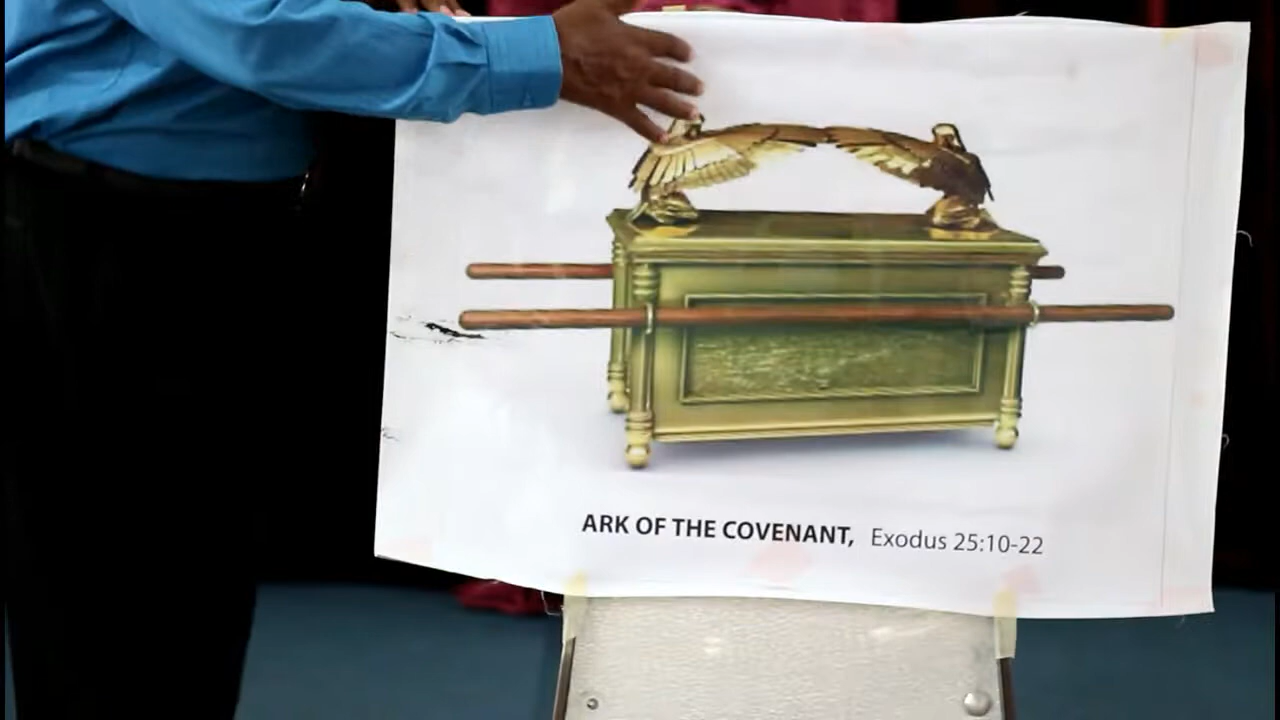 ARK OF THE COVENANT, Exodus 25:10-22